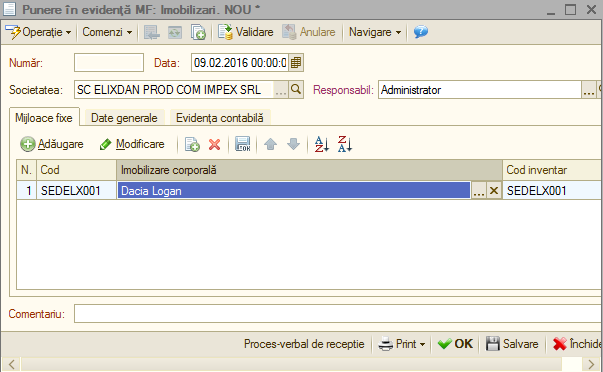 Punere în evidență MF: Imobilizari. NOU *
Operație Comenzi Validare Anulare Navigare
Număr: Data: 09.02.2016 00:00:0
Societatea: SC ELIXDAN PROD COM IMPEX SRL ... Responsabil: Administrator ...
Mijloace fixe Date generale Evidența contabilă
Adăugare Modificare
N. Cod Imobilizare corporală Cod inventar
1 SEDELX001 Dacia Logan ... SEDELX001
Comentariu:
Proces-verbal de receptie Print OK Salvare Închide